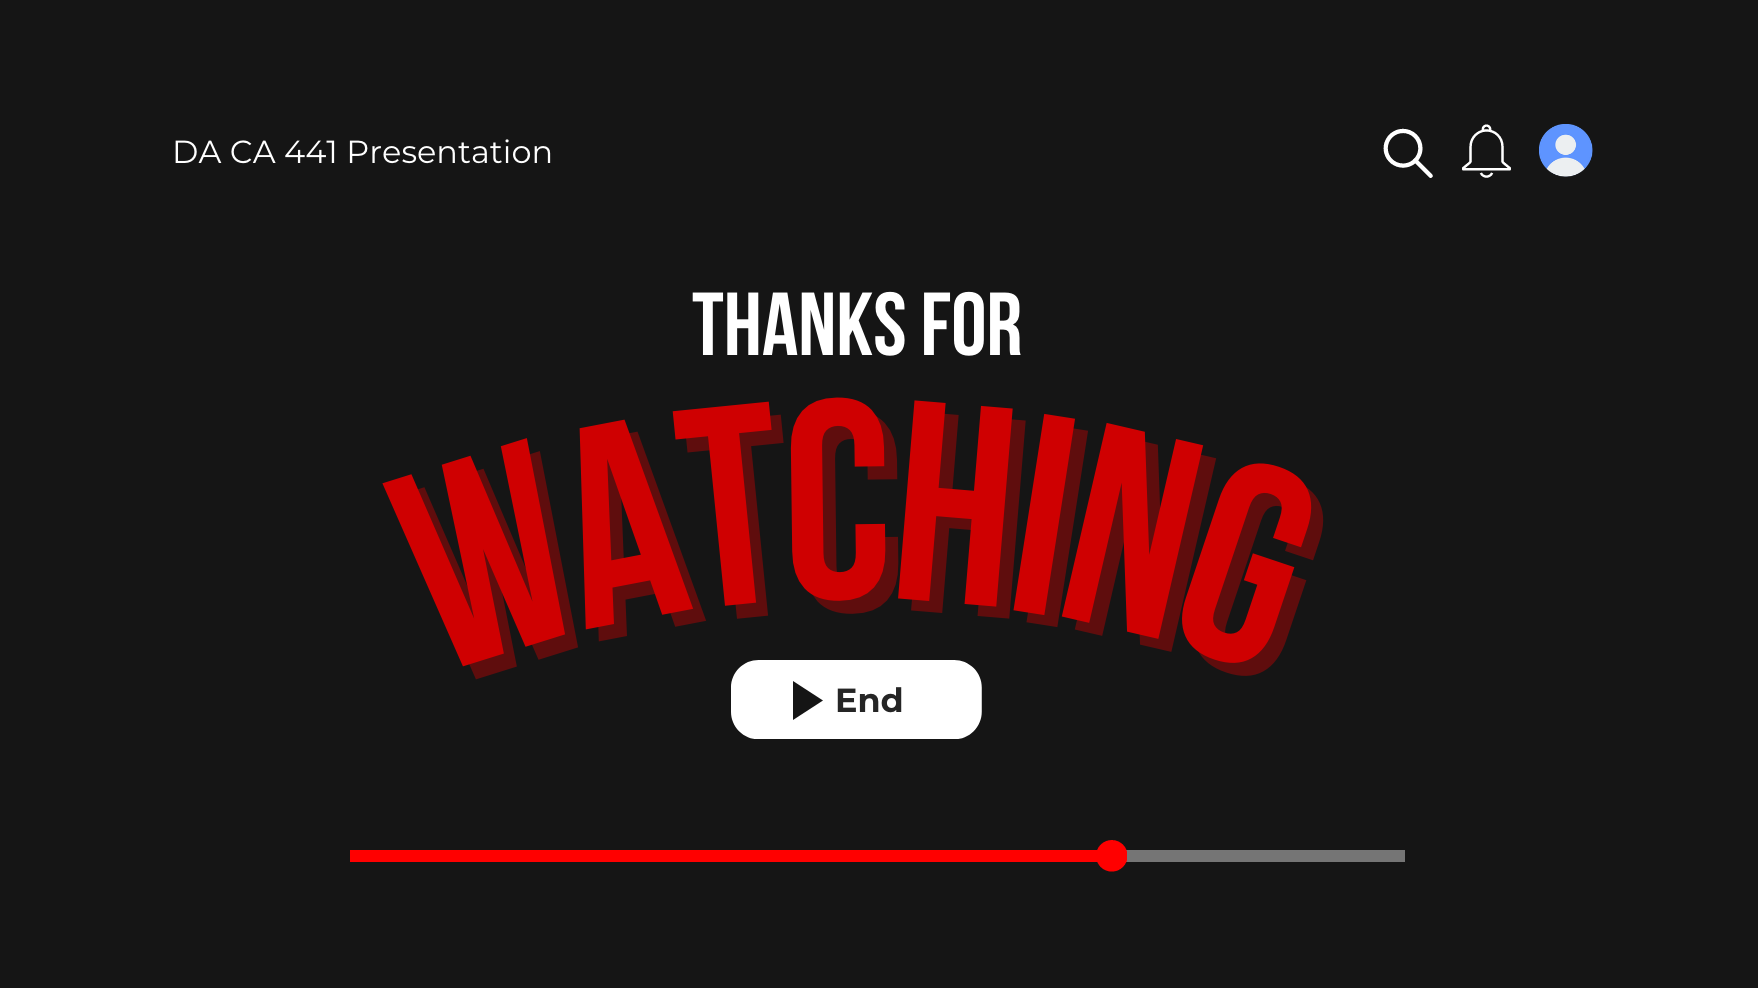 DA CA 441 Presentation
THANKS FOR
WATCHING
End